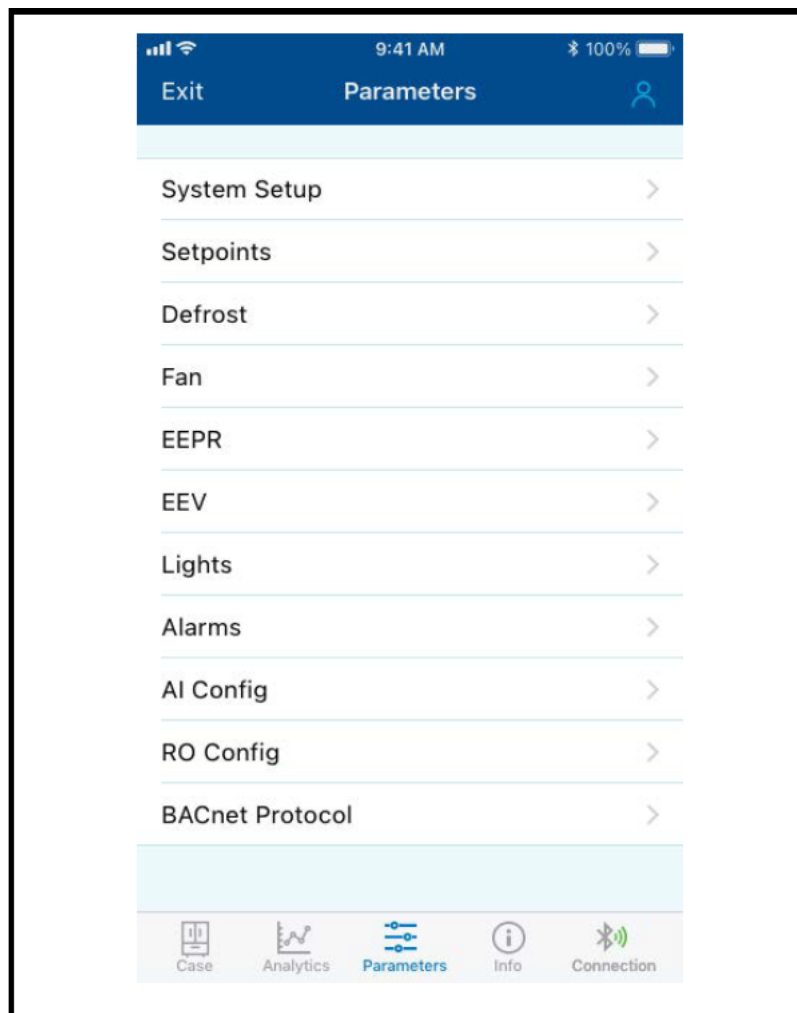 9:41 AM 100%
Exit Parameters
System Setup
Setpoints
Defrost
Fan
EEPR
EEV
Lights
Alarms
AI Config
RO Config
BACnet Protocol
Case Analytics Parameters Info Connection